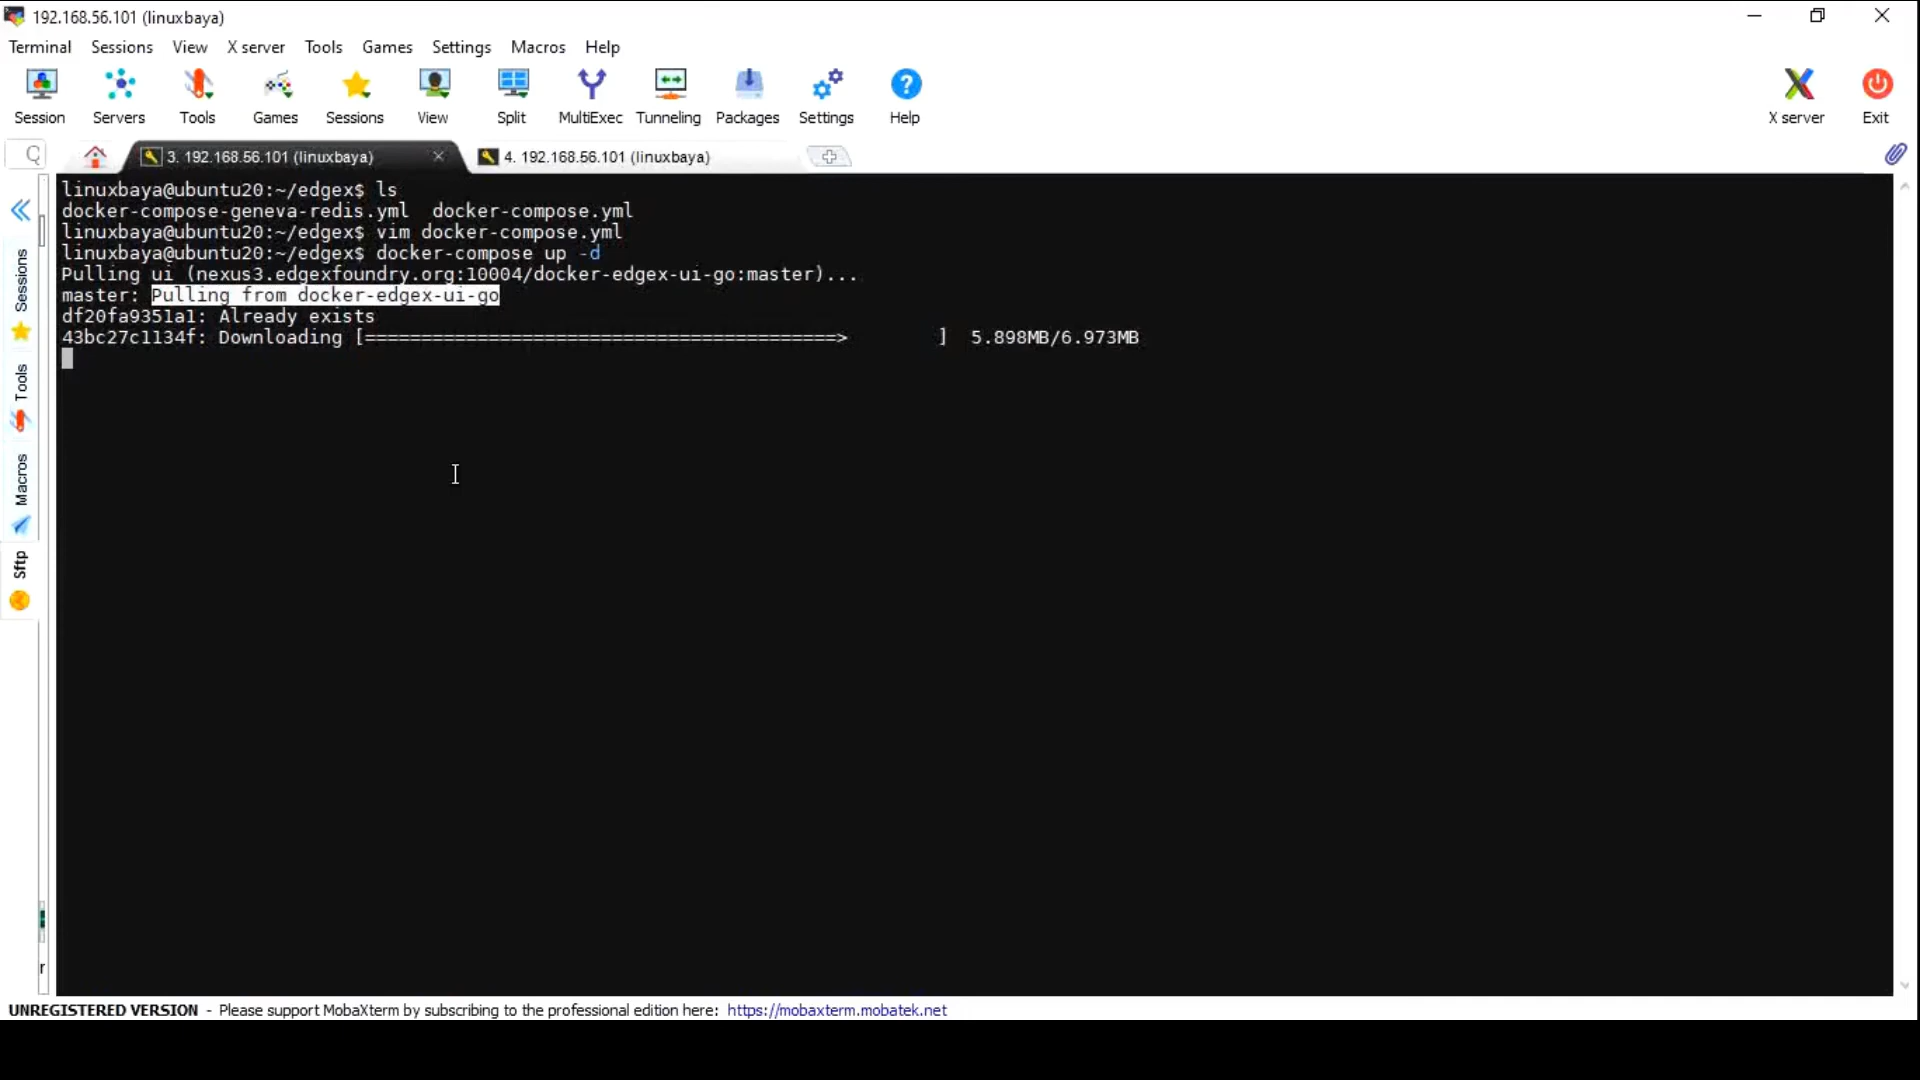 192.168.56.101 (linuxbaya)
Terminal Sessions View X server Tools Games Settings Macros Help
Session Servers Tools Games Sessions View Split MultiExec Tunneling Packages Settings Help X server Exit
3. 192.168.56.101 (linuxbaya) 4. 192.168.56.101 (linuxbaya)
linuxbaya@ubuntu20:~/edgex$ ls
docker-compose-geneva-redis.yml docker-compose.yml
linuxbaya@ubuntu20:~/edgex$ vim docker-compose.yml
linuxbaya@ubuntu20:~/edgex$ docker-compose up -d
Pulling ui (nexus3.edgexfoundry.org:10004/docker-edgex-ui-go:master)...
master: Pulling from docker-edgex-ui-go
df20fa9351a1: Already exists
43bc27c1134f: Downloading [==========================================> ] 5.898MB/6.973MB
Sessions
Tools
Macros
Sftp
r
UNREGISTERED VERSION - Please support MobaXterm by subscribing to the professional edition here: https://mobaxterm.mobatek.net